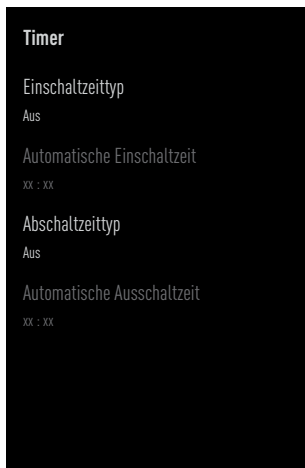 Timer
Einschaltzeittyp
Aus
Automatische Einschaltzeit
xx : xx
Abschaltzeittyp
Aus
Automatische Ausschaltzeit
xx : xx